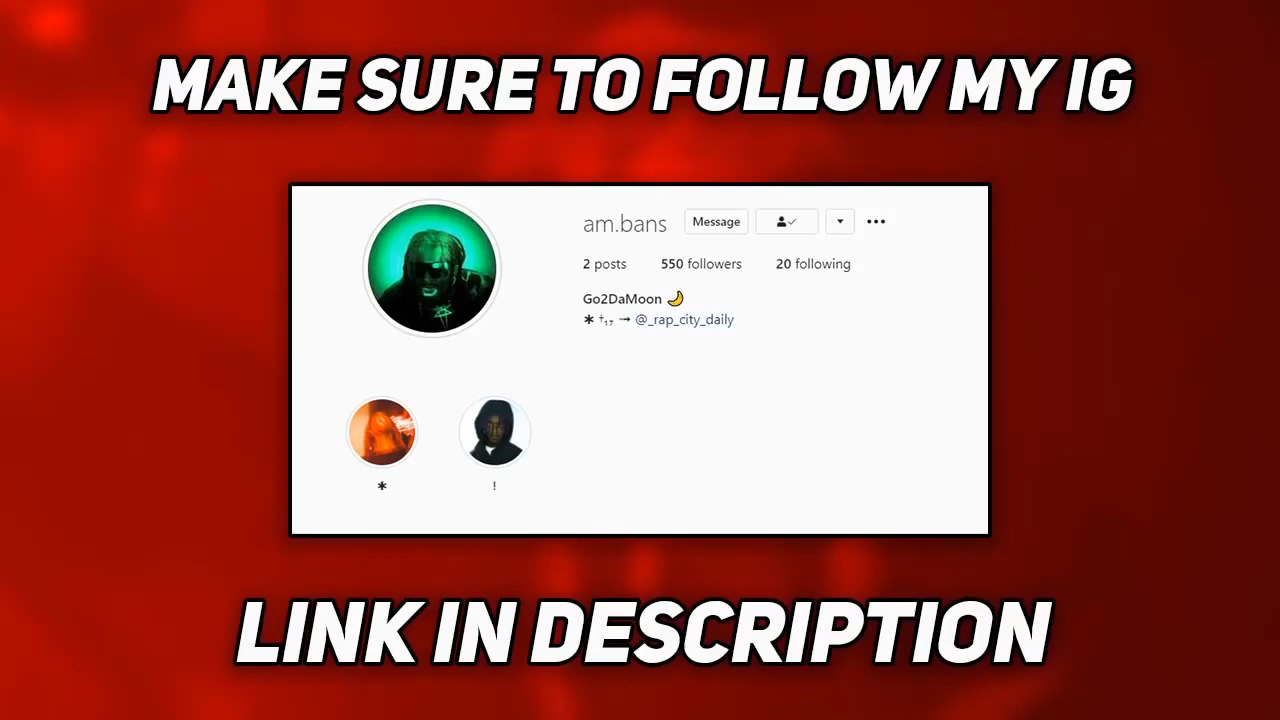 MAKE SURE TO FOLLOW MY IG
am.bans Message
2 posts 550 followers 20 following
Go2DaMoon 🌙
* ⁺₁₇ → @_rap_city_daily
* !
LINK IN DESCRIPTION